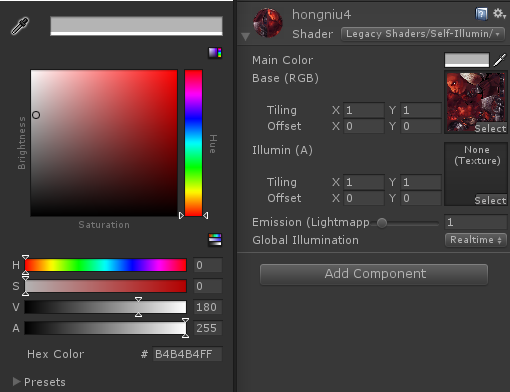 Brightness
Hue
Saturation
H 0
S 0
V 180
A 255
Hex Color # B4B4B4FF
Presets
hongniu4
Shader Legacy Shaders/Self-Illumin/
Main Color
Base (RGB)
Tiling X 1 Y 1
Offset X 0 Y 0
Select
Illumin (A)
None
(Texture)
Tiling X 1 Y 1
Offset X 0 Y 0
Select
Emission (Lightmapp 1
Global Illumination Realtime
Add Component